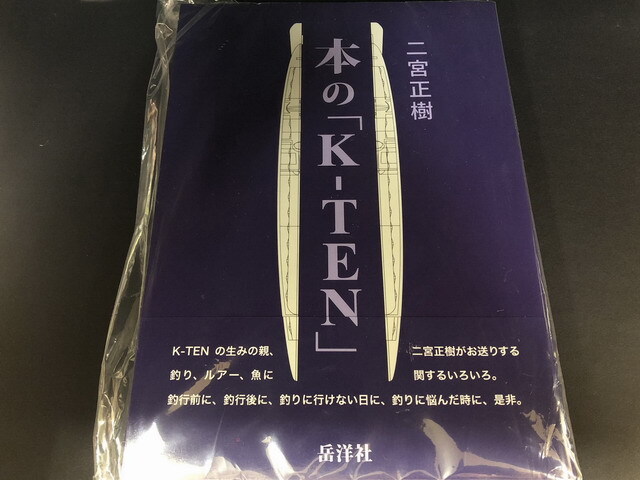 二宮正樹
本の「K-TEN」
K-TEN の生みの親、 二宮正樹がお送りする
釣り、ルアー、魚に 関するいろいろ。
釣行前に、釣行後に、釣りに行けない日に、釣りに悩んだ時に、是非。
岳洋社